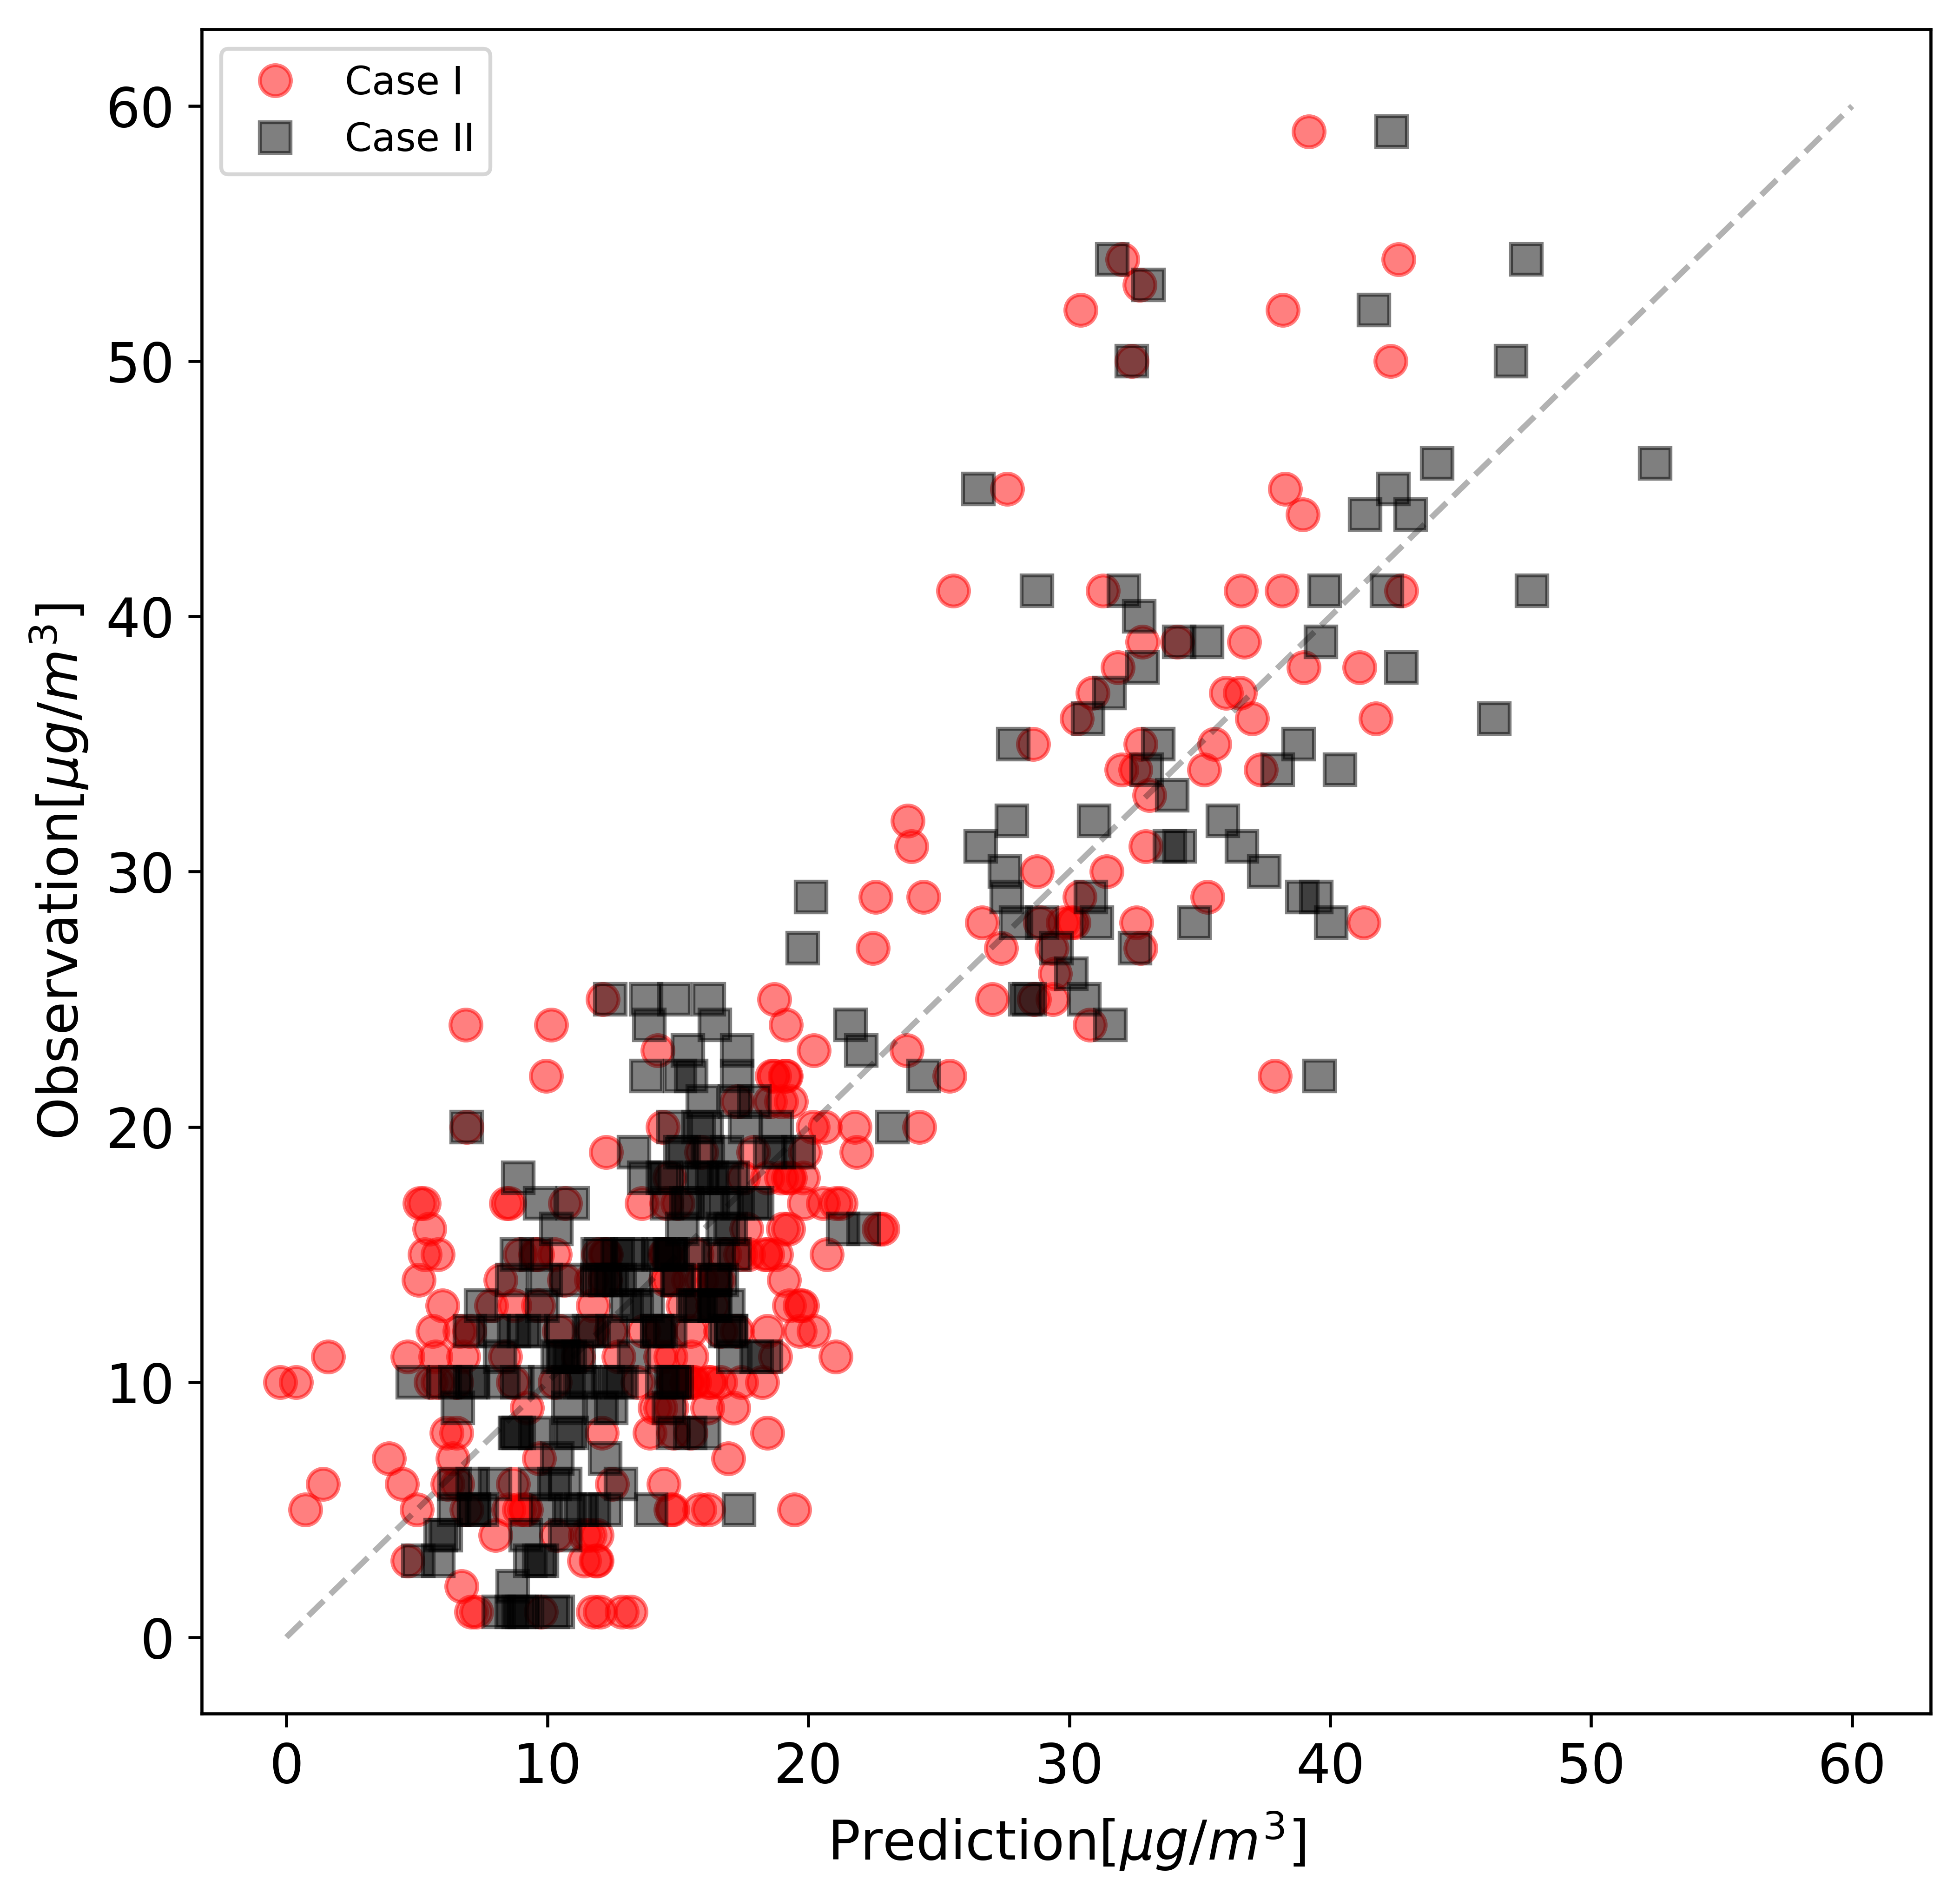 Case I
Case II
60
50
40
30
20
10
0
Observation[μg/m³]
0 10 20 30 40 50 60
Prediction[μg/m³]